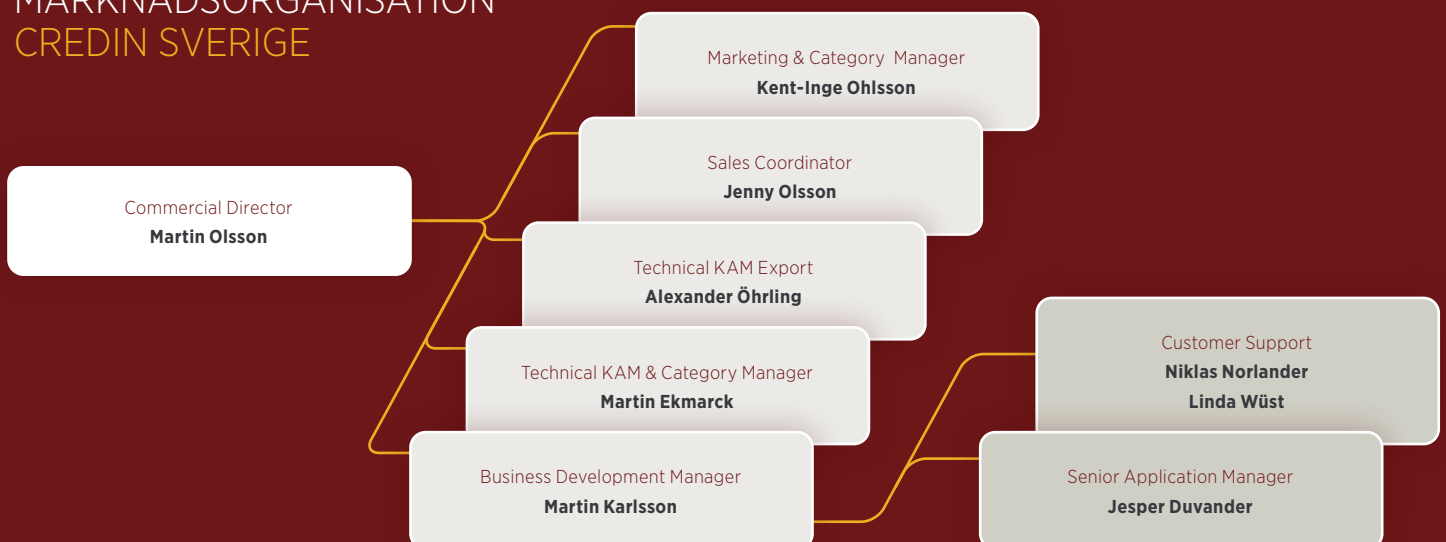 MARKNADSORGANISATION
CREDIN SVERIGE
Commercial Director
Martin Olsson
Marketing & Category Manager
Kent-Inge Ohlsson
Sales Coordinator
Jenny Olsson
Technical KAM Export
Alexander Öhrling
Technical KAM & Category Manager
Martin Ekmarck
Business Development Manager
Martin Karlsson
Customer Support
Niklas Norlander
Linda Wüst
Senior Application Manager
Jesper Duvander